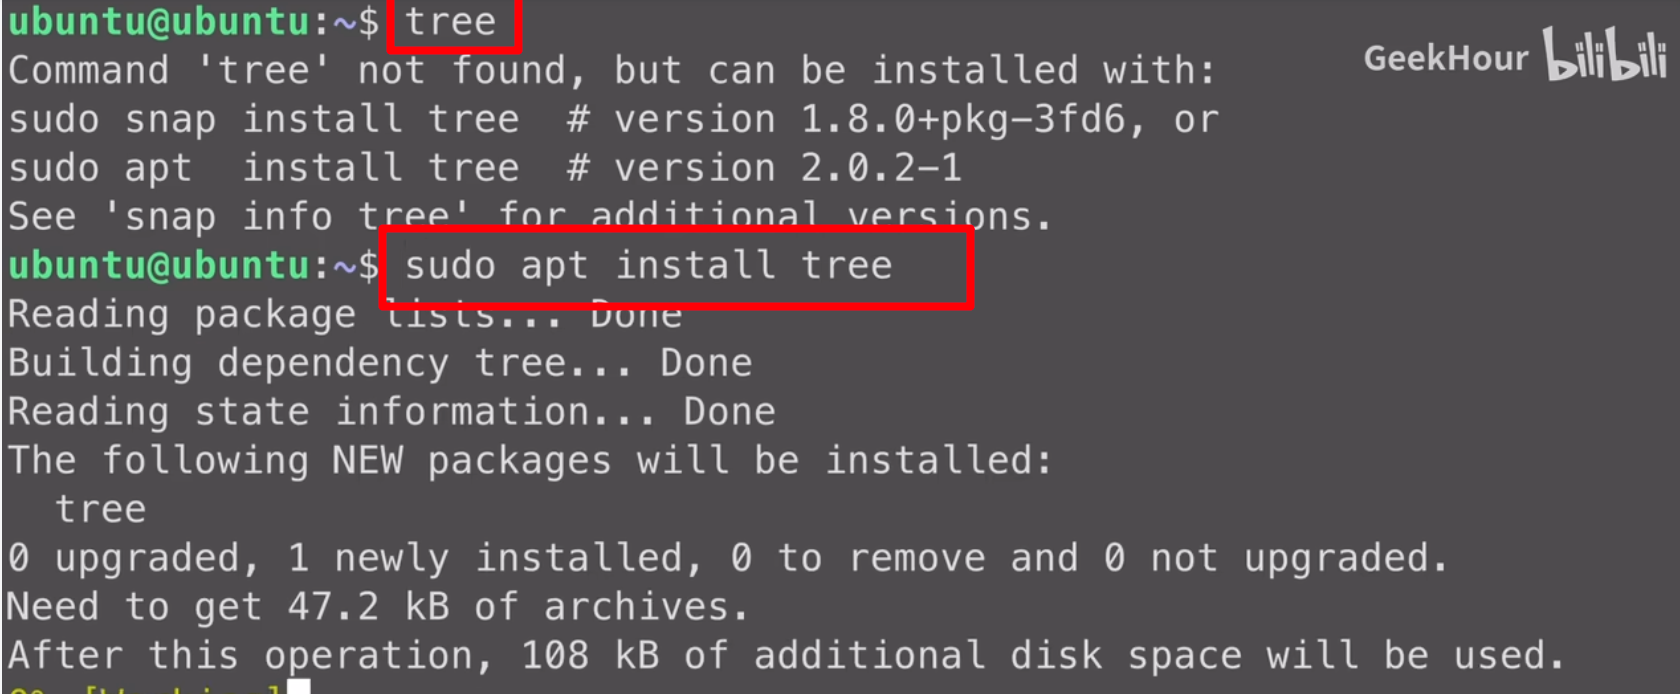 ubuntu@ubuntu:~$ tree
GeekHour bilibili
Command 'tree' not found, but can be installed with:
sudo snap install tree  # version 1.8.0+pkg-3fd6, or
sudo apt  install tree  # version 2.0.2-1
See 'snap info tree' for additional versions.
ubuntu@ubuntu:~$ sudo apt install tree
Reading package lists... Done
Building dependency tree... Done
Reading state information... Done
The following NEW packages will be installed:
  tree
0 upgraded, 1 newly installed, 0 to remove and 0 not upgraded.
Need to get 47.2 kB of archives.
After this operation, 108 kB of additional disk space will be used.
0% [Working]